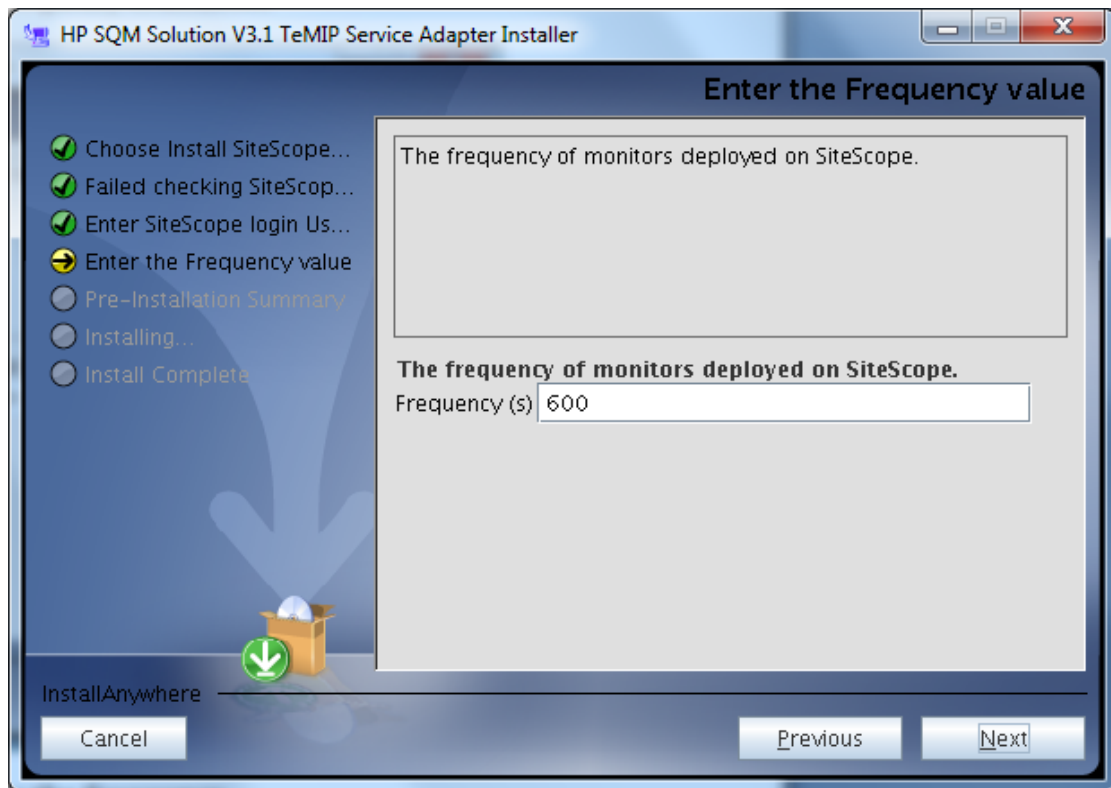 HP SQM Solution V3.1 TeMIP Service Adapter Installer
Enter the Frequency value
Choose Install SiteScope...
Failed checking SiteScop...
Enter SiteScope login Us...
Enter the Frequency value
Pre-Installation Summary
Installing...
Install Complete
The frequency of monitors deployed on SiteScope.
The frequency of monitors deployed on SiteScope.
Frequency (s) 600
InstallAnywhere
Cancel Previous Next